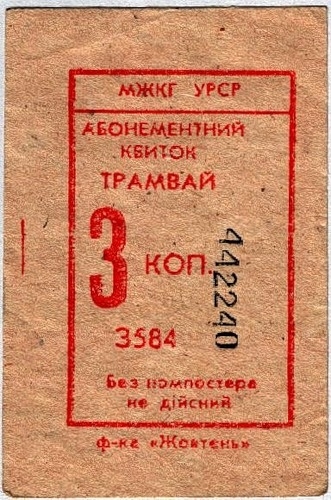 МЖКГ УРСР
АБОНЕМЕНТНИЙ
КВИТОК
ТРАМВАЙ
3 КОП.
442240
3584
Без компостера
не дійсний
ф-ка «Жовтень»